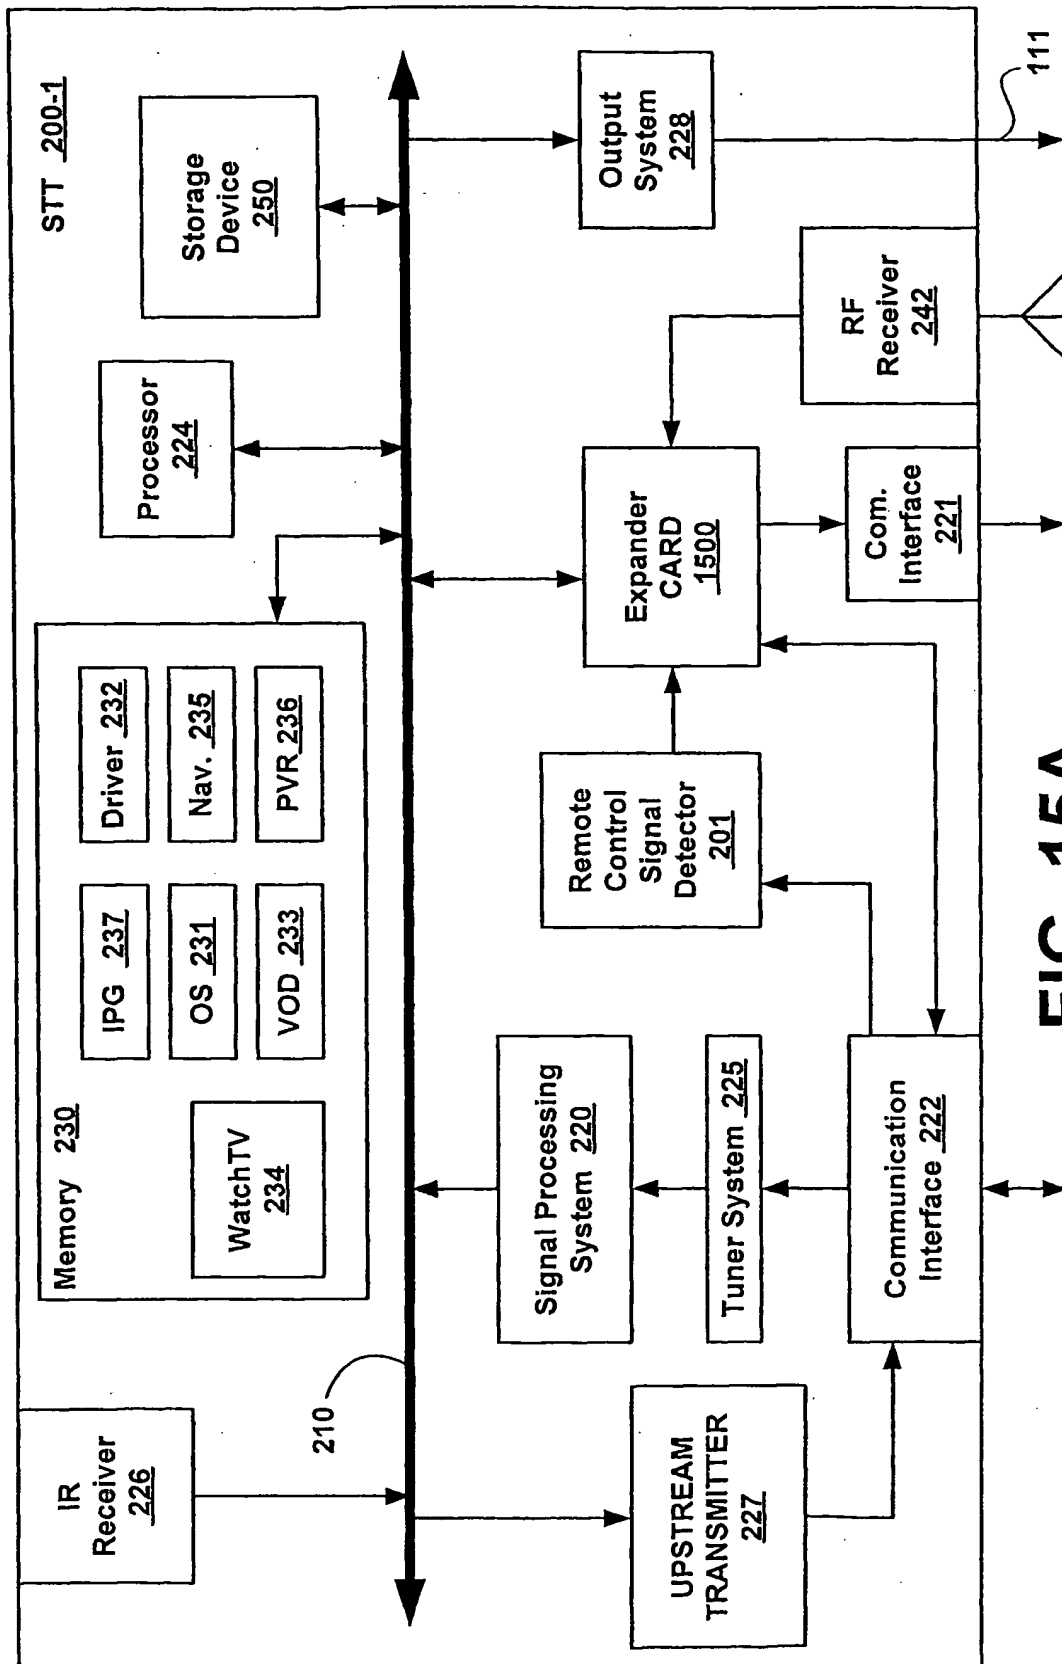 STT 200-1
IR
Receiver
226
Memory 230
WatchTV
234
IPG 237
OS 231
VOD 233
Driver 232
Nav. 235
PVR 236
Processor
224
Storage
Device
250
210
UPSTREAM
TRANSMITTER
227
Signal Processing
System 220
Tuner System 225
Communication
Interface 222
Remote
Control
Signal
Detector
201
Expander
CARD
1500
Com.
Interface
221
RF
Receiver
242
Output
System
228
111
FIG. 15A